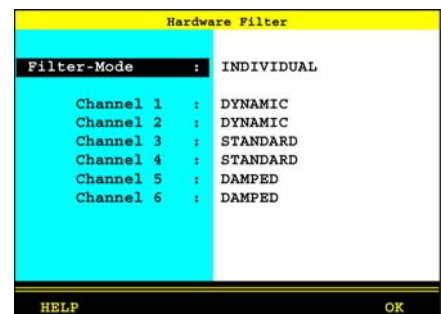 Hardware Filter
Filter-Mode : INDIVIDUAL
Channel 1 : DYNAMIC
Channel 2 : DYNAMIC
Channel 3 : STANDARD
Channel 4 : STANDARD
Channel 5 : DAMPED
Channel 6 : DAMPED
HELP OK